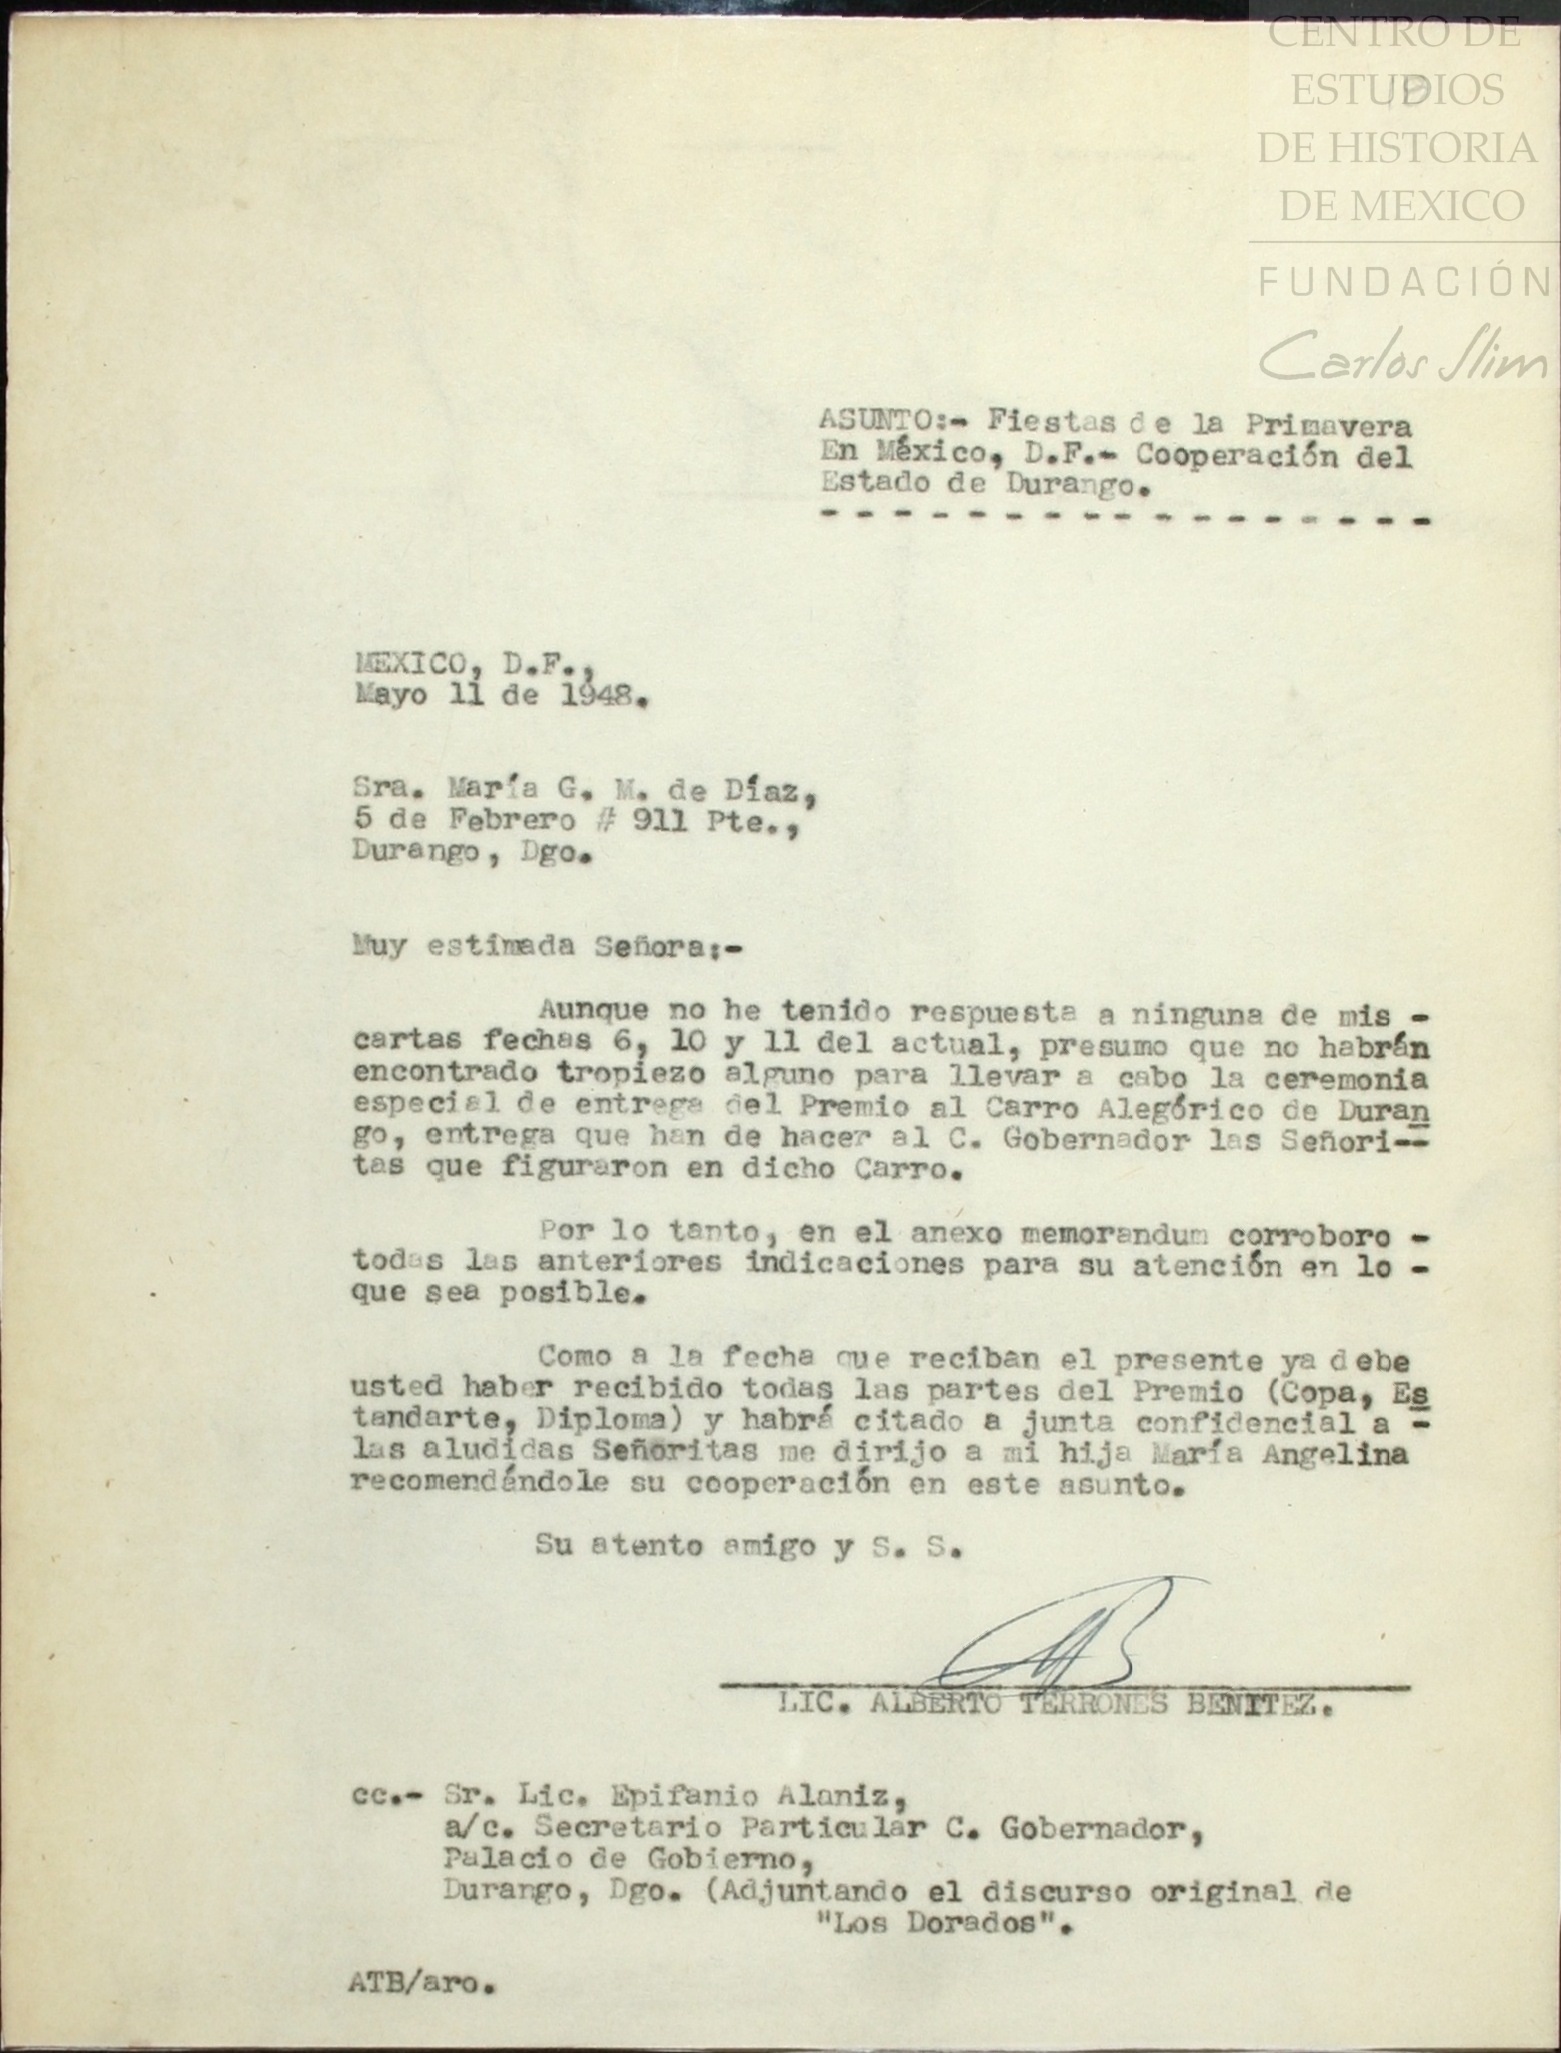 CENTRO DE
ESTUDIOS
DE HISTORIA
DE MEXICO
FUNDACIÓN
Carlos Slim
ASUNTO:- Fiestas de la Primavera
En México, D.F.- Cooperación del
Estado de Durango.
- - - - - - - - - - - - - - - - -
MEXICO, D.F.,
Mayo 11 de 1948.
Sra. María G. M. de Díaz,
5 de Febrero # 911 Pte.,
Durango, Dgo.
Muy estimada Señora:-
Aunque no he tenido respuesta a ninguna de mis -
cartas fechas 6, 10 y 11 del actual, presumo que no habrán
encontrado tropiezo alguno para llevar a cabo la ceremonia
especial de entrega del Premio al Carro Alegórico de Duran
go, entrega que han de hacer al C. Gobernador las Señori--
tas que figuraron en dicho Carro.
Por lo tanto, en el anexo memorandum corroboro -
todas las anteriores indicaciones para su atención en lo -
que sea posible.
Como a la fecha que reciban el presente ya debe
usted haber recibido todas las partes del Premio (Copa, Es
tandarte, Diploma) y habrá citado a junta confidencial a -
las aludidas Señoritas me dirijo a mi hija María Angelina
recomendándole su cooperación en este asunto.
Su atento amigo y S. S.
LIC. ALBERTO TERRONES BENITEZ.
cc.- Sr. Lic. Epifanio Alaniz,
a/c. Secretario Particular C. Gobernador,
Palacio de Gobierno,
Durango, Dgo. (Adjuntando el discurso original de
"Los Dorados".
ATB/aro.